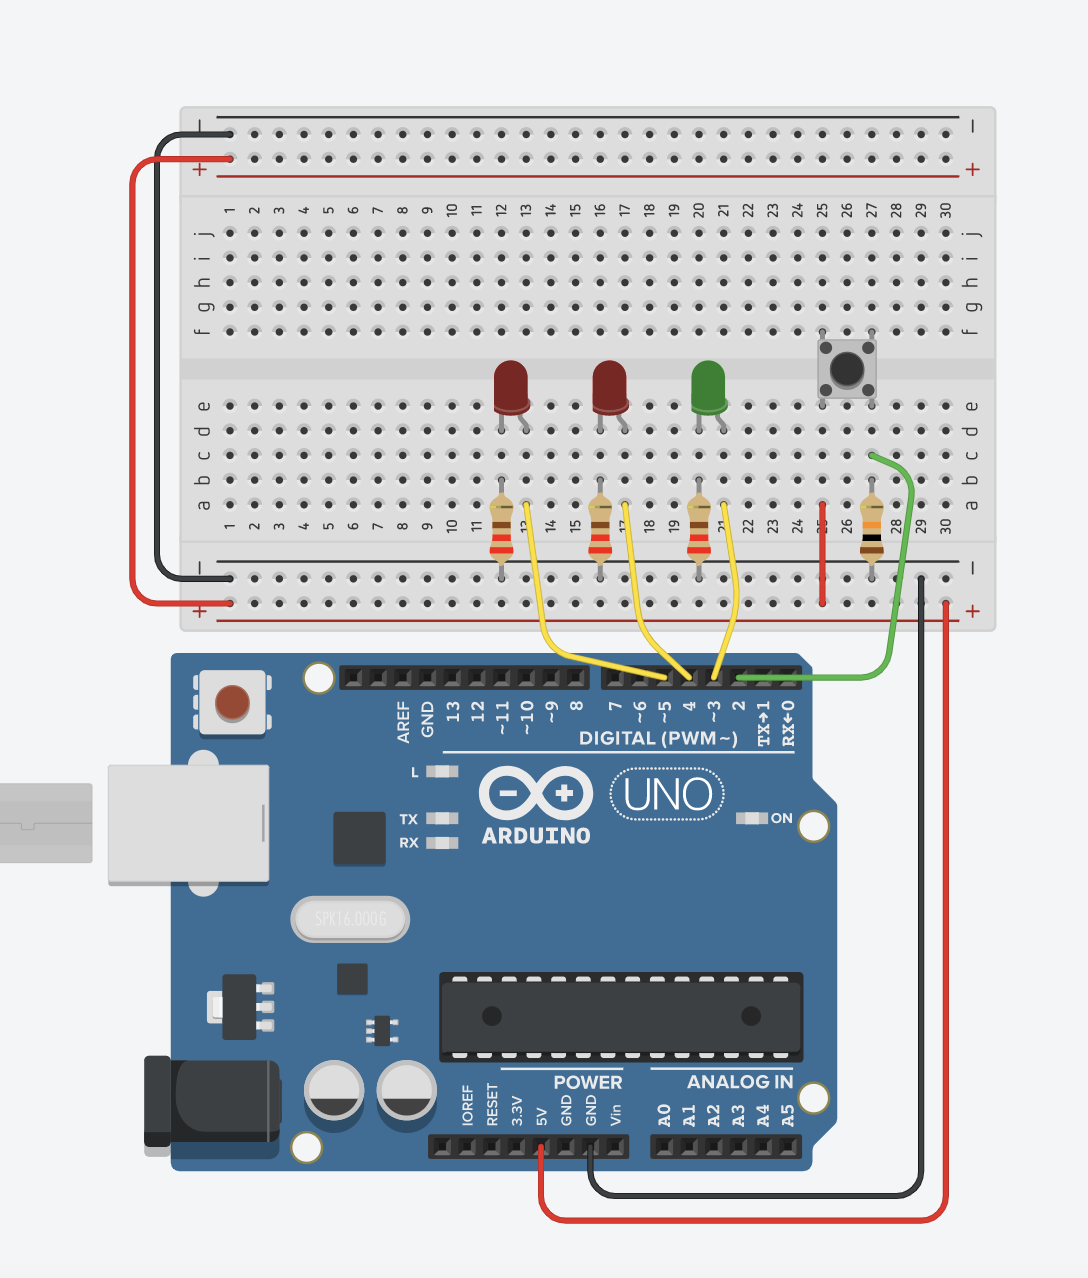 − −
+ +
1 2 3 4 5 6 7 8 9 10 11 12 13 14 15 16 17 18 19 20 21 22 23 24 25 26 27 28 29 30
j j
i i
h h
g g
f f
e e
d d
c c
b b
a a
1 2 3 4 5 6 7 8 9 10 11 12 13 14 15 16 17 18 19 20 21 22 23 24 25 26 27 28 29 30
− −
+ +
AREF GND 13 12 ~11 ~10 ~9 8 7 ~6 ~5 4 ~3 2 TX→1 RX←0
DIGITAL (PWM~)
L
TX
RX
ARDUINO
UNO
ON
SPK16.000G
POWER
ANALOG IN
IOREF RESET 3.3V 5V GND GND Vin A0 A1 A2 A3 A4 A5